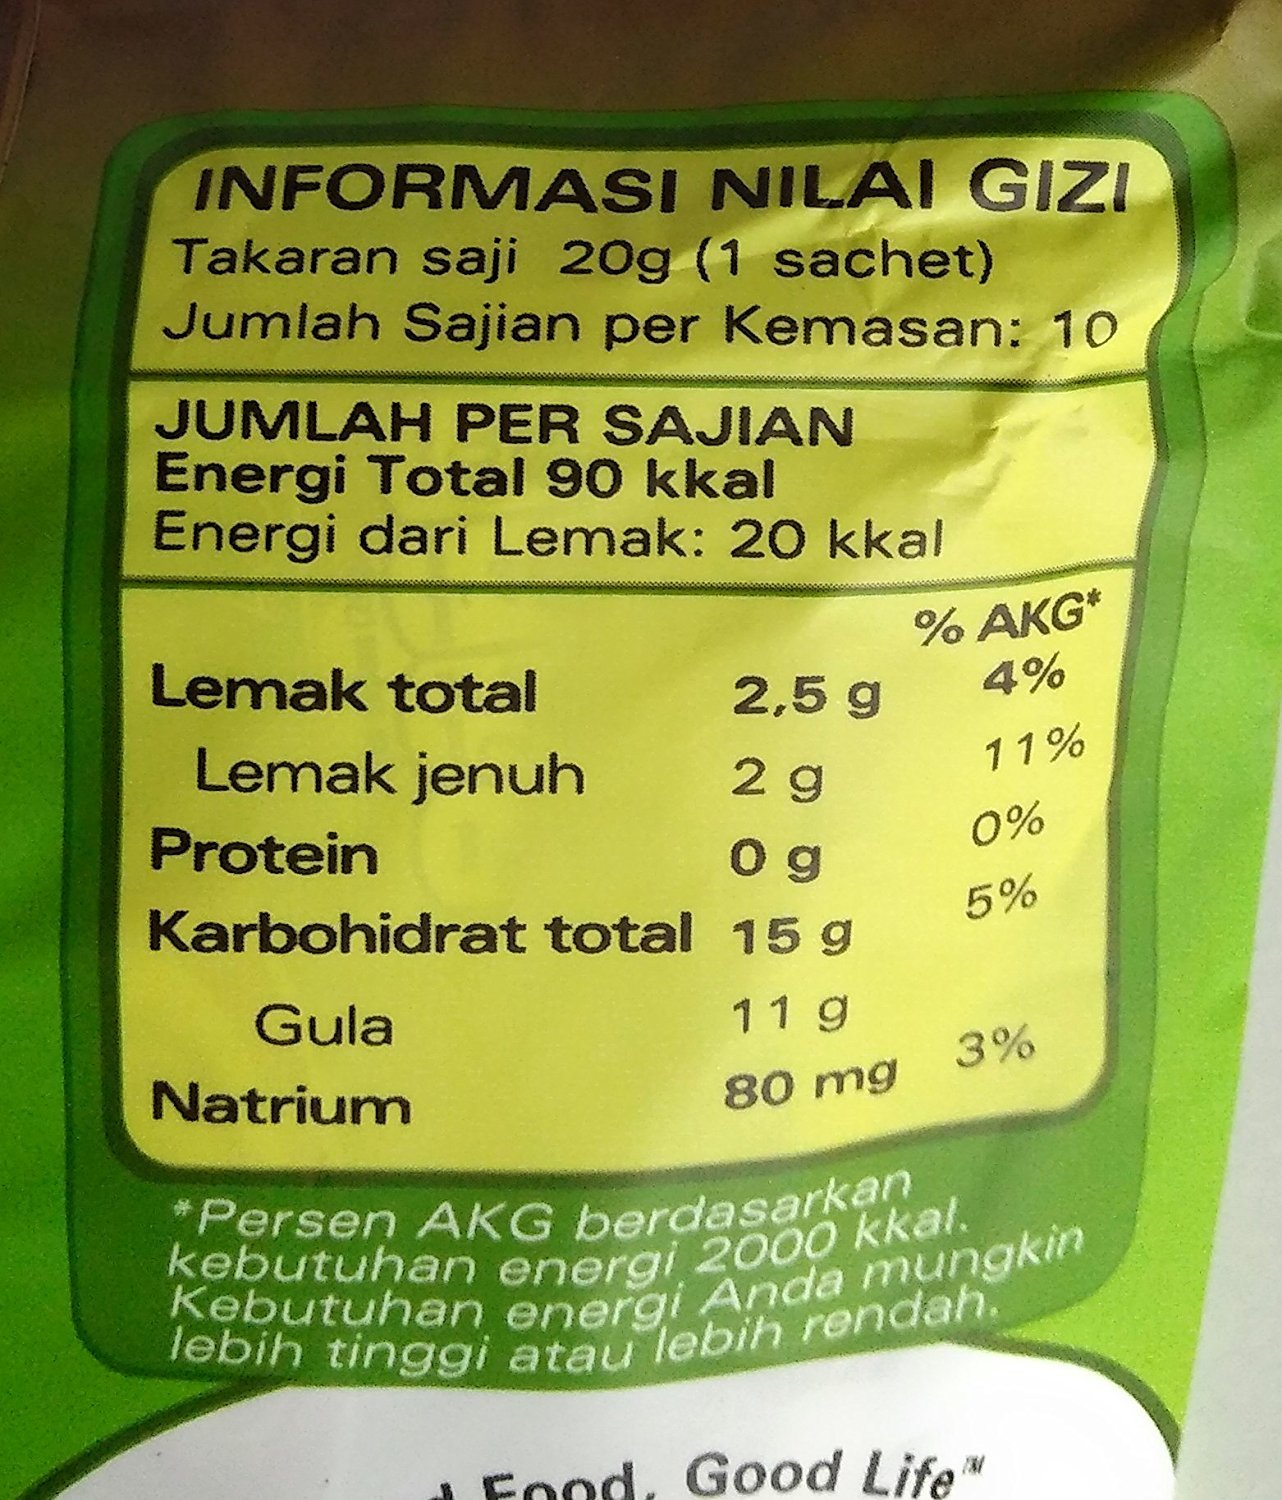 INFORMASI NILAI GIZI
Takaran saji 20g (1 sachet)
Jumlah Sajian per Kemasan: 10
JUMLAH PER SAJIAN
Energi Total 90 kkal
Energi dari Lemak: 20 kkal
% AKG*
Lemak total 2,5 g 4%
Lemak jenuh 2 g 11%
Protein 0 g 0%
Karbohidrat total 15 g 5%
Gula 11 g
Natrium 80 mg 3%
*Persen AKG berdasarkan
kebutuhan energi 2000 kkal.
Kebutuhan energi Anda mungkin
lebih tinggi atau lebih rendah.
Food, Good Life™